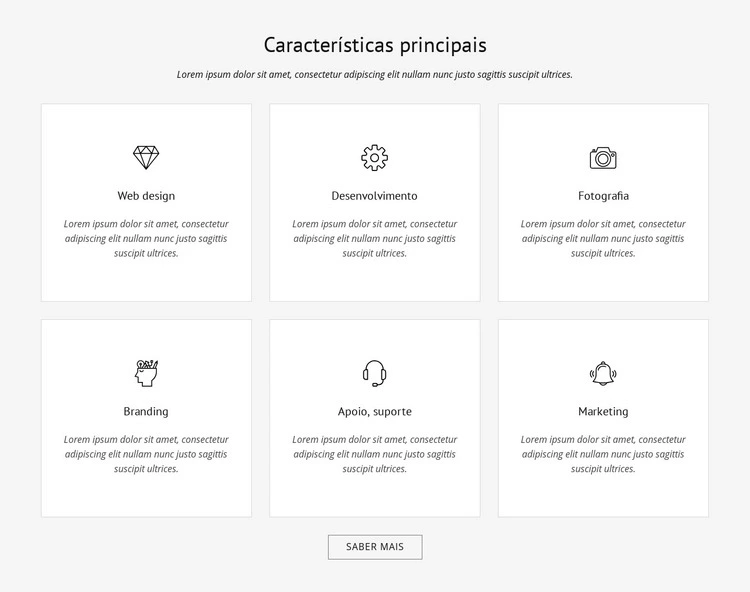 Características principais
Lorem ipsum dolor sit amet, consectetur adipiscing elit nullam nunc justo sagittis suscipit ultrices.
Web design
Lorem ipsum dolor sit amet, consectetur
adipiscing elit nullam nunc justo sagittis
suscipit ultrices.
Desenvolvimento
Lorem ipsum dolor sit amet, consectetur
adipiscing elit nullam nunc justo sagittis
suscipit ultrices.
Fotografia
Lorem ipsum dolor sit amet, consectetur
adipiscing elit nullam nunc justo sagittis
suscipit ultrices.
Branding
Lorem ipsum dolor sit amet, consectetur
adipiscing elit nullam nunc justo sagittis
suscipit ultrices.
Apoio, suporte
Lorem ipsum dolor sit amet, consectetur
adipiscing elit nullam nunc justo sagittis
suscipit ultrices.
Marketing
Lorem ipsum dolor sit amet, consectetur
adipiscing elit nullam nunc justo sagittis
suscipit ultrices.
SABER MAIS